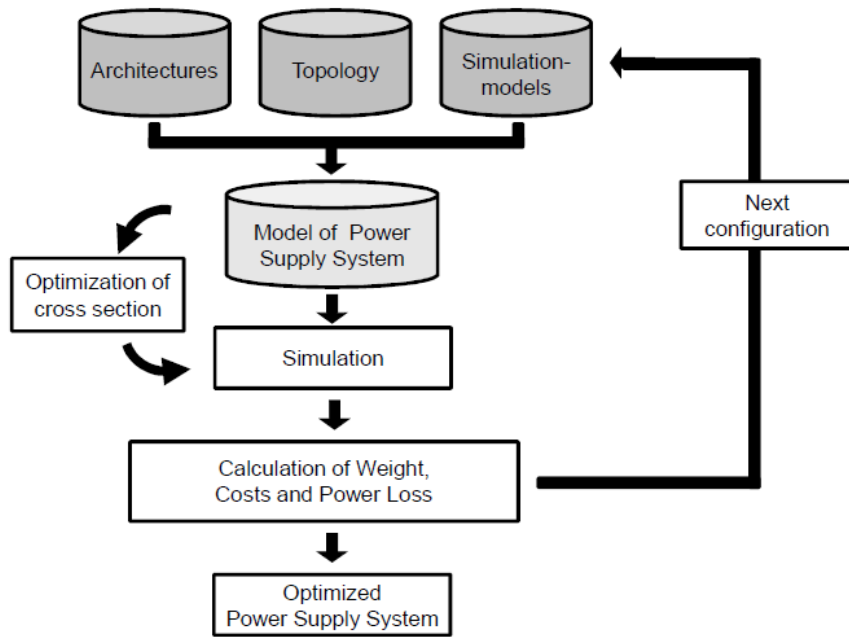 Architectures
Topology
Simulation-
models
Model of Power
Supply System
Next
configuration
Optimization of
cross section
Simulation
Calculation of Weight,
Costs and Power Loss
Optimized
Power Supply System